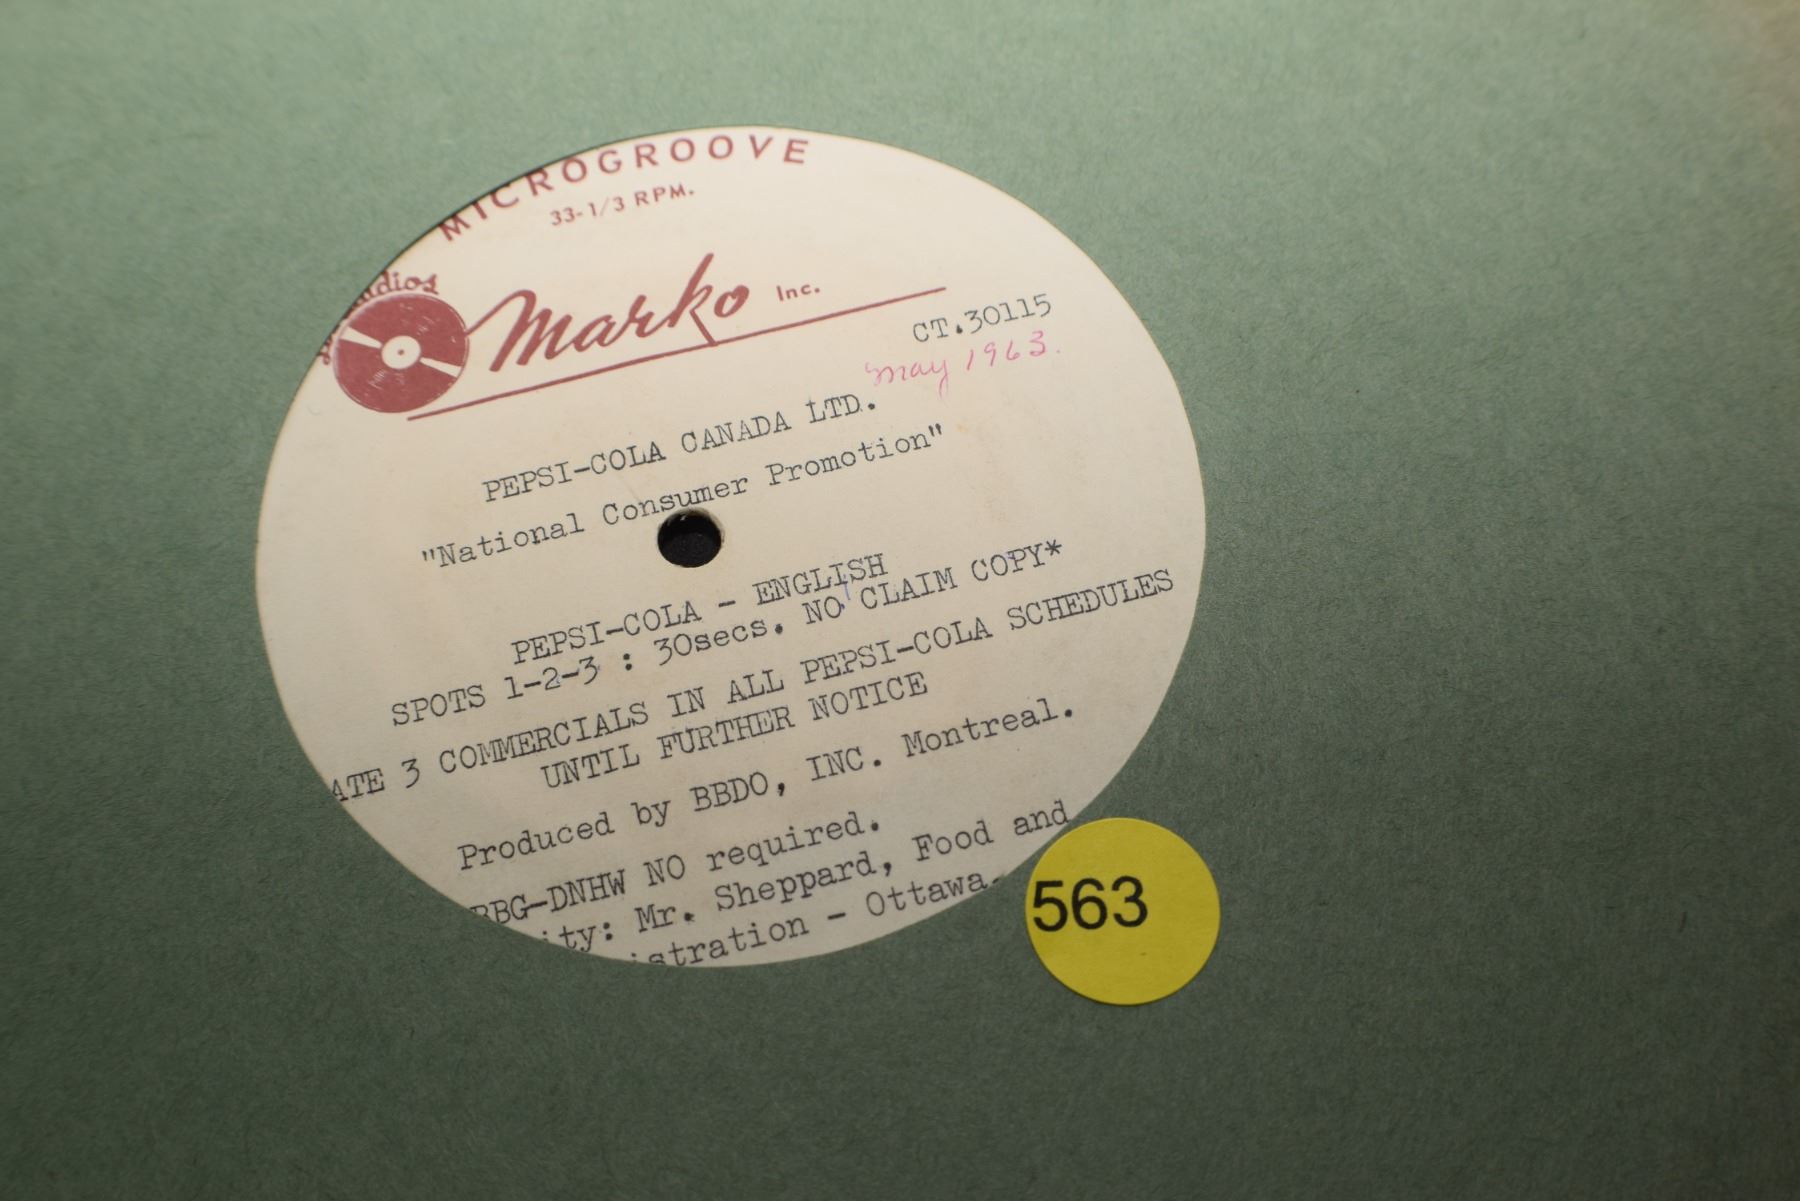 MICROGROOVE
33-1/3 RPM.
Marko Inc.
CT.30115
May 1963.
PEPSI-COLA CANADA LTD.
"National Consumer Promotion"
PEPSI-COLA - ENGLISH
SPOTS 1-2-3 : 30secs. NO CLAIM COPY*
ATE 3 COMMERCIALS IN ALL PEPSI-COLA SCHEDULES
UNTIL FURTHER NOTICE
Produced by BBDO, INC. Montreal.
BBG-DNHW NO required.
ity: Mr. Sheppard, Food and
istration - Ottawa
563